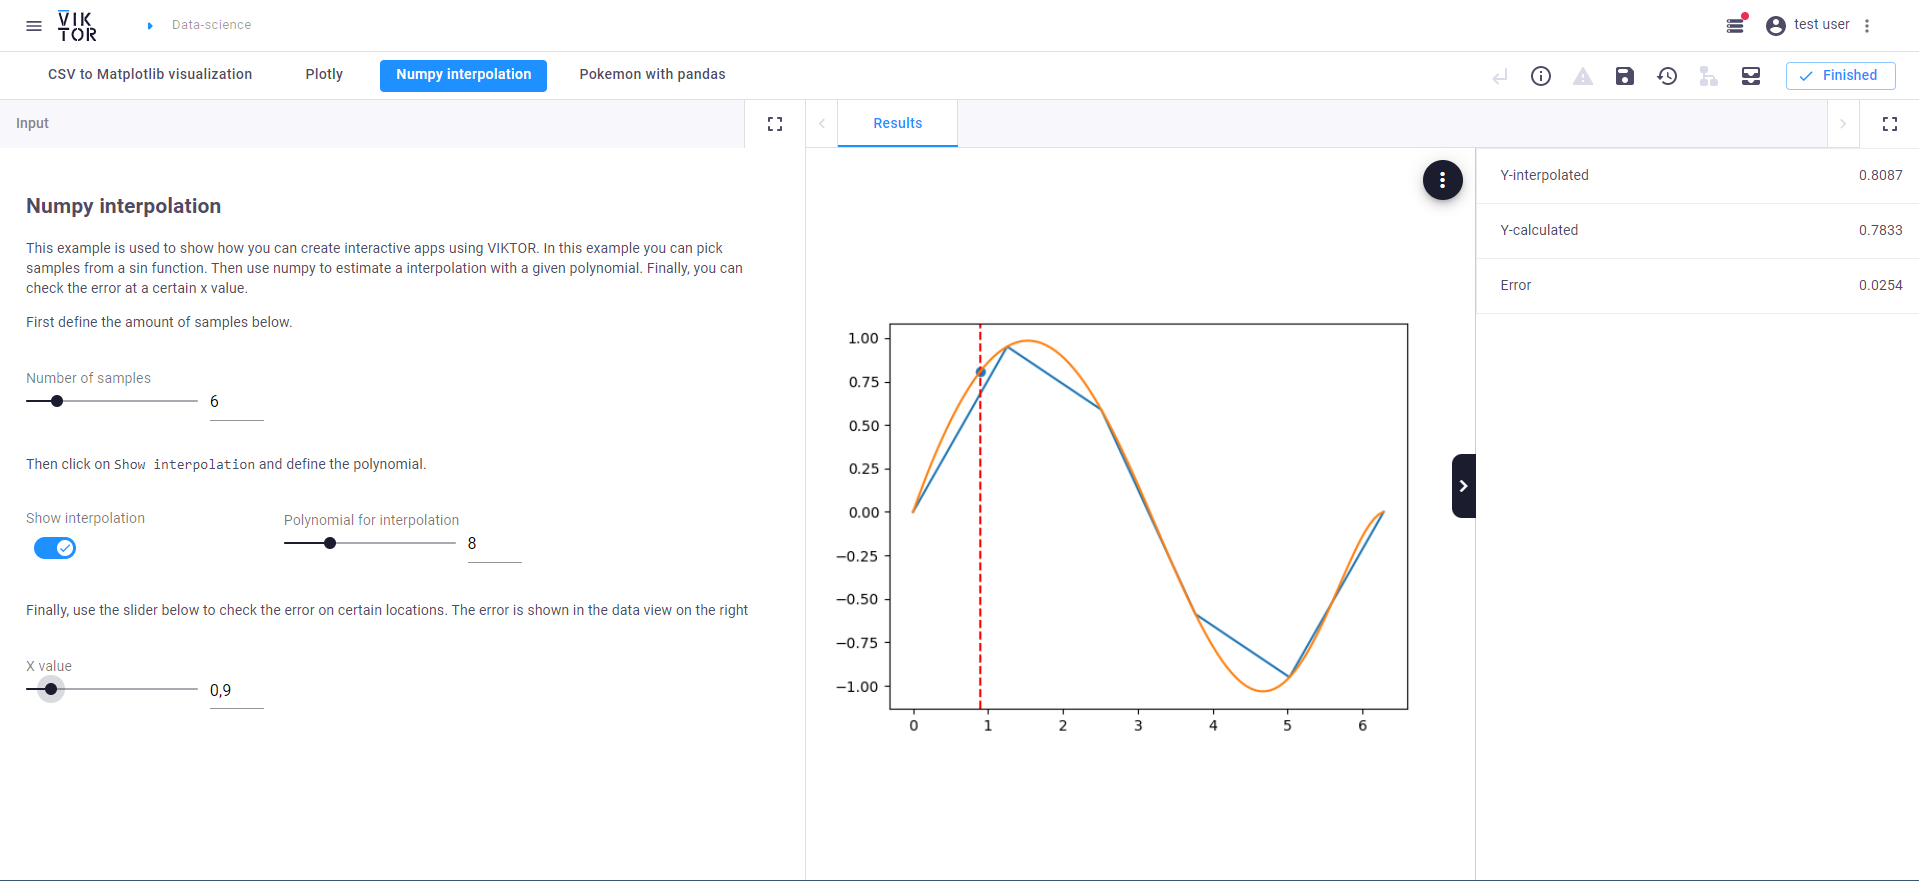 VIK
TOR
Data-science
test user
CSV to Matplotlib visualization
Plotly
Numpy interpolation
Pokemon with pandas
Finished
Input
Results
Numpy interpolation
This example is used to show how you can create interactive apps using VIKTOR. In this example you can pick
samples from a sin function. Then use numpy to estimate a interpolation with a given polynomial. Finally, you can
check the error at a certain x value.
First define the amount of samples below.
Number of samples
6
Then click on Show interpolation and define the polynomial.
Show interpolation
Polynomial for interpolation
8
Finally, use the slider below to check the error on certain locations. The error is shown in the data view on the right
X value
0,9
1.00
0.75
0.50
0.25
0.00
−0.25
−0.50
−0.75
−1.00
0 1 2 3 4 5 6
Y-interpolated 0.8087
Y-calculated 0.7833
Error 0.0254